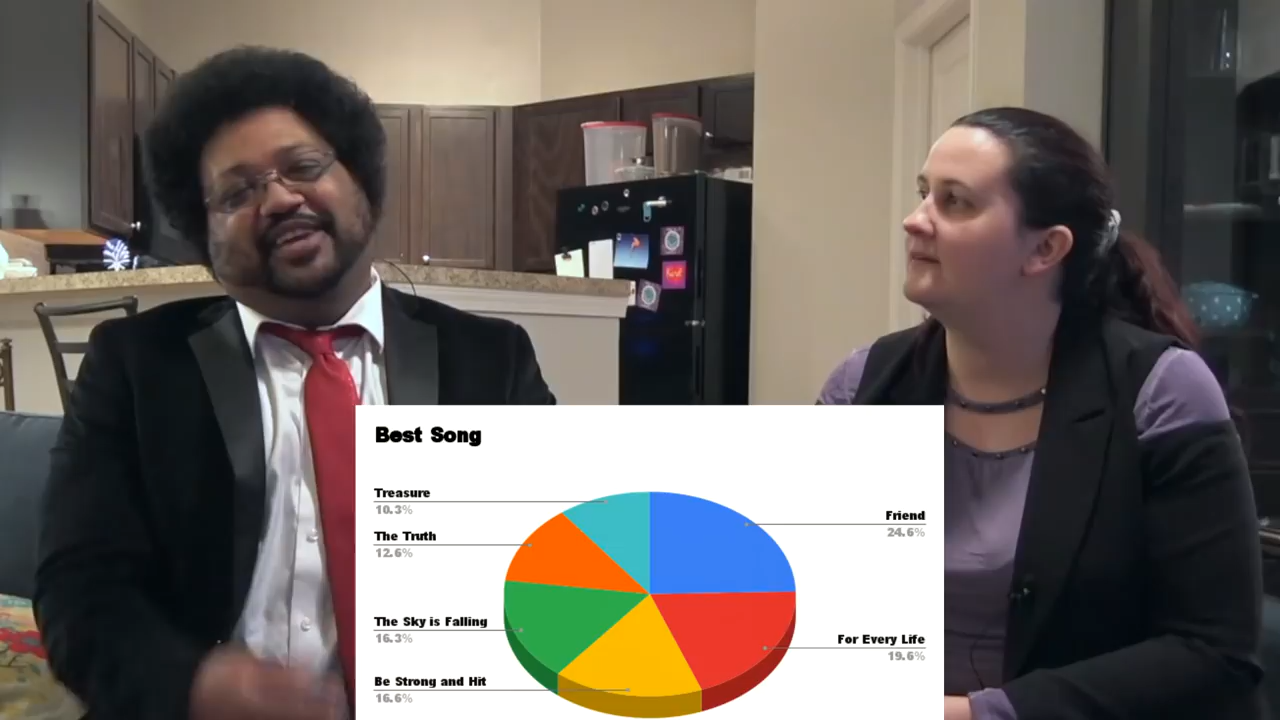 Best Song
Treasure
10.3%
The Truth
12.6%
The Sky is Falling
16.3%
Be Strong and Hit
16.6%
Friend
24.6%
For Every Life
19.6%